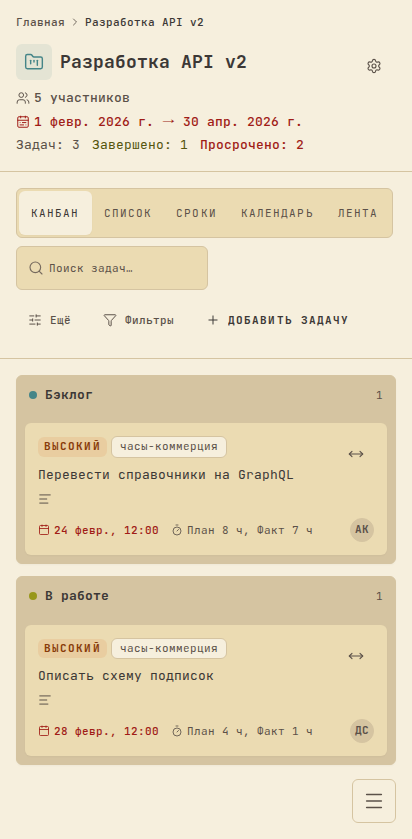 Главная > Разработка API v2
Разработка API v2
5 участников
1 февр. 2026 г. → 30 апр. 2026 г.
Задач: 3 Завершено: 1 Просрочено: 2
КАНБАН СПИСОК СРОКИ КАЛЕНДАРЬ ЛЕНТА
Поиск задач…
Ещё Фильтры + ДОБАВИТЬ ЗАДАЧУ
Бэклог 1
ВЫСОКИЙ часы-коммерция
Перевести справочники на GraphQL
24 февр., 12:00 План 8 ч, Факт 7 ч АК
В работе 1
ВЫСОКИЙ часы-коммерция
Описать схему подписок
28 февр., 12:00 План 4 ч, Факт 1 ч ДС